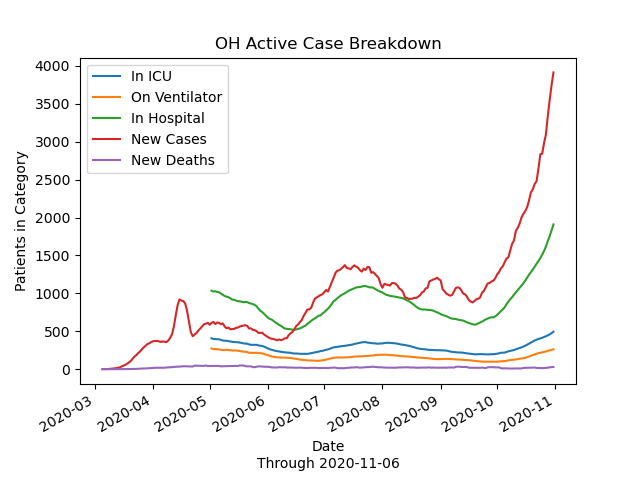 OH Active Case Breakdown
In ICU
On Ventilator
In Hospital
New Cases
New Deaths
Patients in Category
4000
3500
3000
2500
2000
1500
1000
500
0
2020-03
2020-04
2020-05
2020-06
2020-07
2020-08
2020-09
2020-10
2020-11
Date
Through 2020-11-06